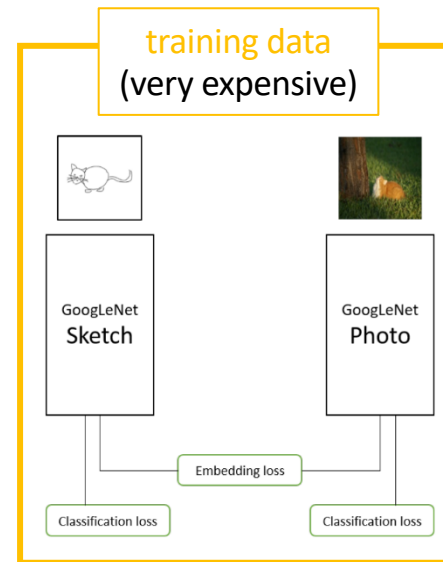 training data
(very expensive)
GoogLeNet
Sketch
GoogLeNet
Photo
Embedding loss
Classification loss
Classification loss